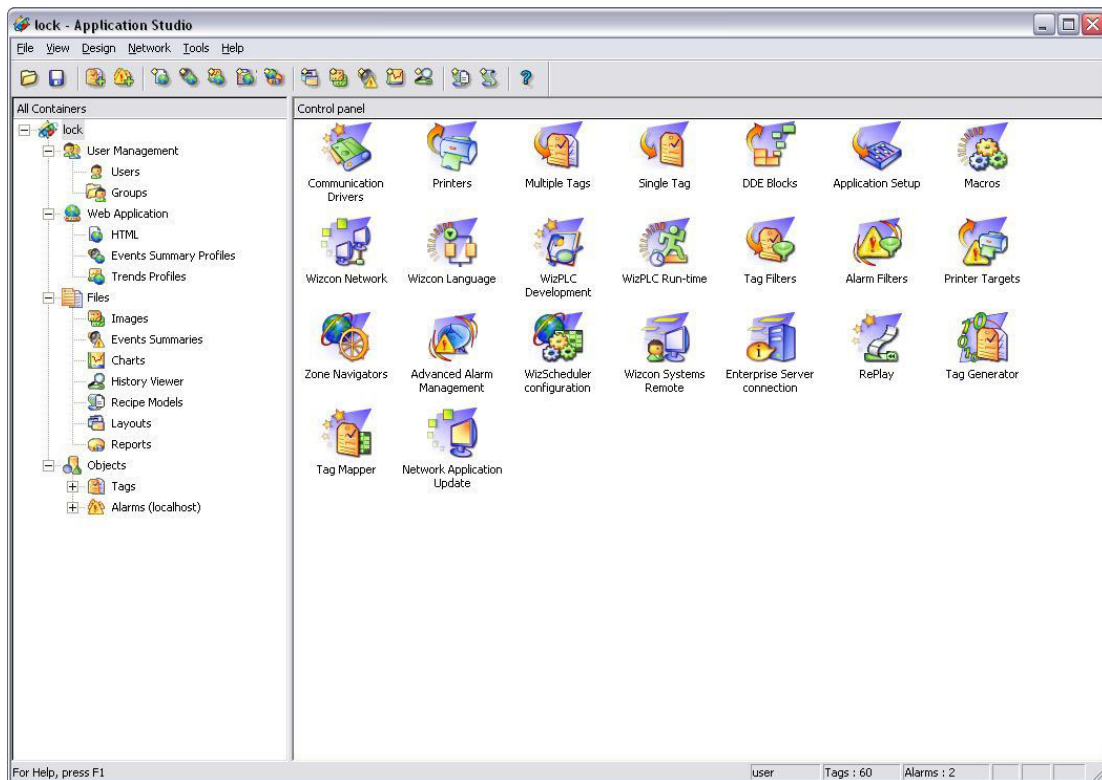 lock - Application Studio
File View Design Network Tools Help
All Containers
Control panel
lock
User Management
Users
Groups
Web Application
HTML
Events Summary Profiles
Trends Profiles
Files
Images
Events Summaries
Charts
History Viewer
Recipe Models
Layouts
Reports
Objects
Tags
Alarms (localhost)
Communication Drivers
Printers
Multiple Tags
Single Tag
DDE Blocks
Application Setup
Macros
Wizcon Network
Wizcon Language
WizPLC Development
WizPLC Run-time
Tag Filters
Alarm Filters
Printer Targets
Zone Navigators
Advanced Alarm Management
WizScheduler configuration
Wizcon Systems Remote
Enterprise Server connection
RePlay
Tag Generator
Tag Mapper
Network Application Update
For Help, press F1
user
Tags : 60
Alarms : 2